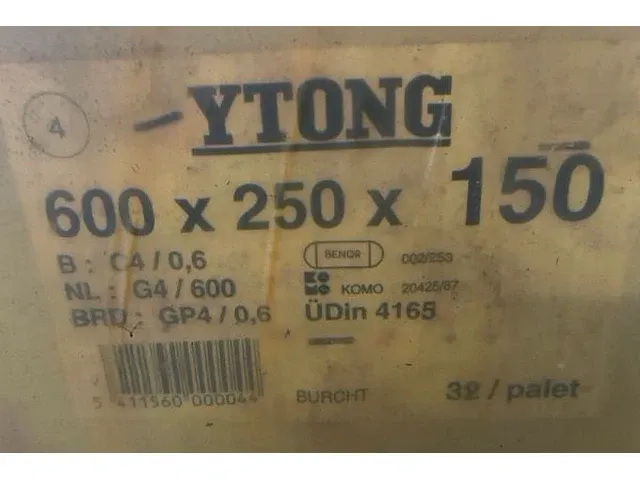 4
YTONG
600 x 250 x 150
B : C4 / 0,6 BENOR 002/253
NL : G4 / 600 KOMO KOMO 20425/87
BRD : GP4 / 0,6 ÜDin 4165
5 411560 000044 BURCHT 32 / palet